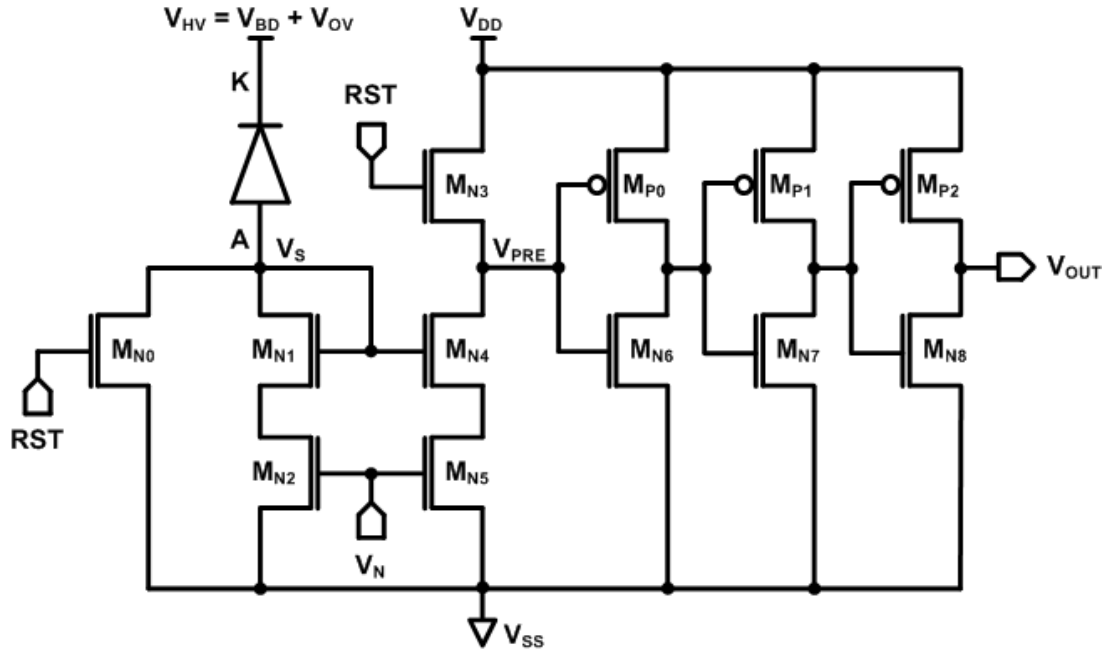 V_HV = V_BD + V_OV
V_DD
K
RST
M_N3
M_P0
M_P1
M_P2
A
V_S
V_PRE
V_OUT
M_N0
M_N1
M_N4
M_N6
M_N7
M_N8
RST
M_N2
M_N5
V_N
V_SS